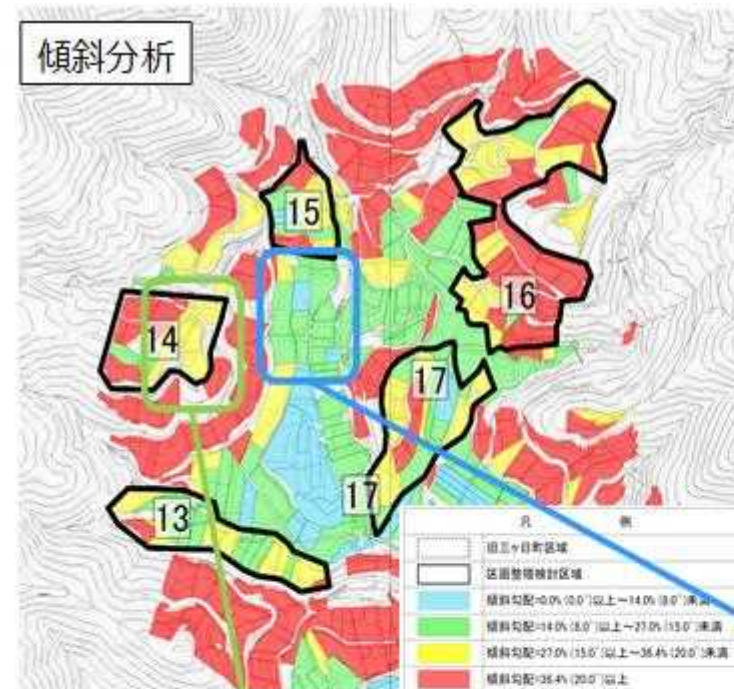 傾斜分析
15
16
14
17
17
13
凡 例
旧三ヶ日町区域
区画整理検討区域
傾斜勾配=0.0% (0.0°)以上～14.0% (8.0°)未満
傾斜勾配=14.0% (8.0°)以上～27.0% (15.0°)未満
傾斜勾配=27.0% (15.0°)以上～36.4% (20.0°)未満
傾斜勾配=36.4% (20.0°)以上